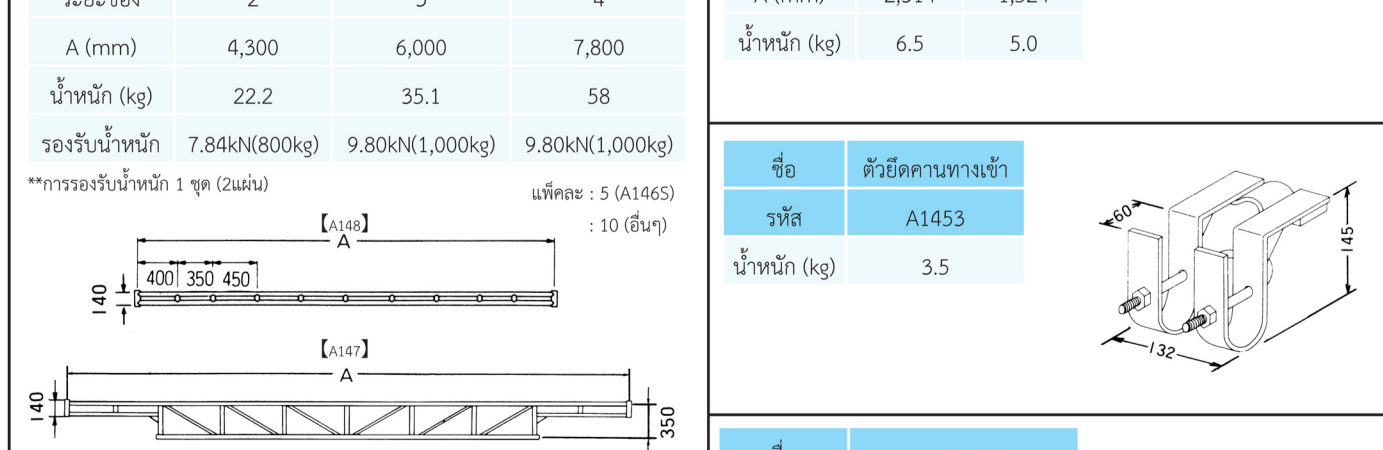 A (mm) 4,300 6,000 7,800
น้ำหนัก (kg) 22.2 35.1 58
รองรับน้ำหนัก 7.84kN(800kg) 9.80kN(1,000kg) 9.80kN(1,000kg)
**การรองรับน้ำหนัก 1 ชุด (2แผ่น)
แพ็คละ : 5 (A146S)
: 10 (อื่นๆ)
【A148】
A
400 350 450
140
【A147】
A
140
350
น้ำหนัก (kg) 6.5 5.0
ชื่อ ตัวยึดคานทางเข้า
รหัส A1453
น้ำหนัก (kg) 3.5
60
145
132